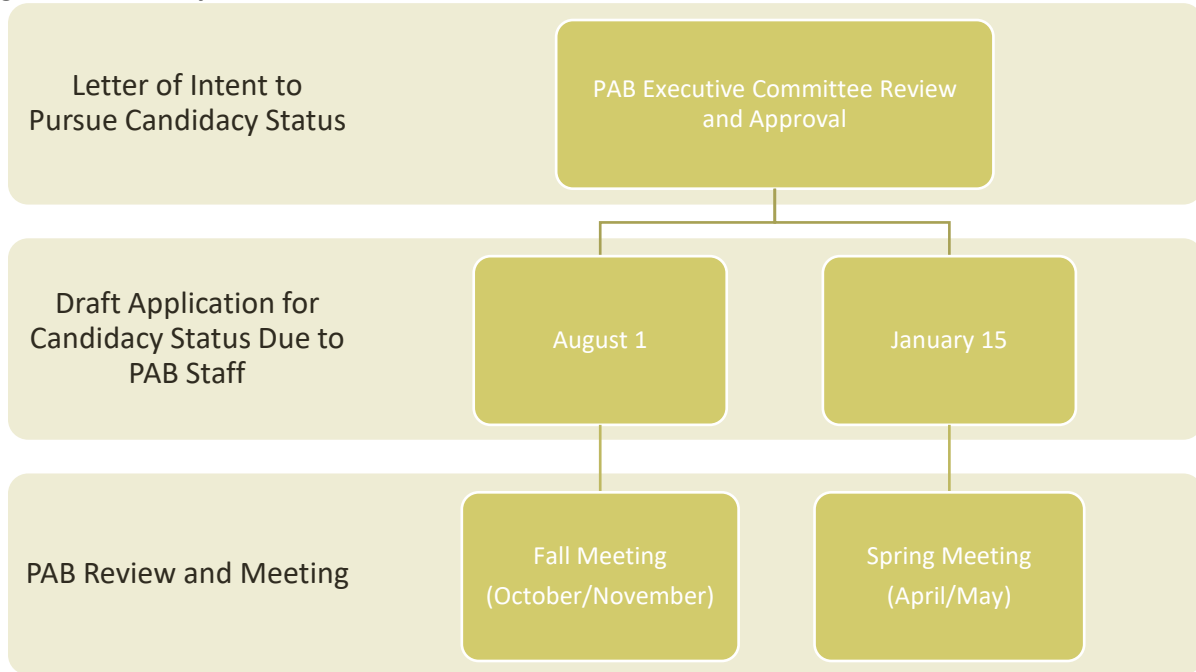 Letter of Intent to
Pursue Candidacy Status
PAB Executive Committee Review
and Approval
Draft Application for
Candidacy Status Due to
PAB Staff
August 1
January 15
PAB Review and Meeting
Fall Meeting
(October/November)
Spring Meeting
(April/May)